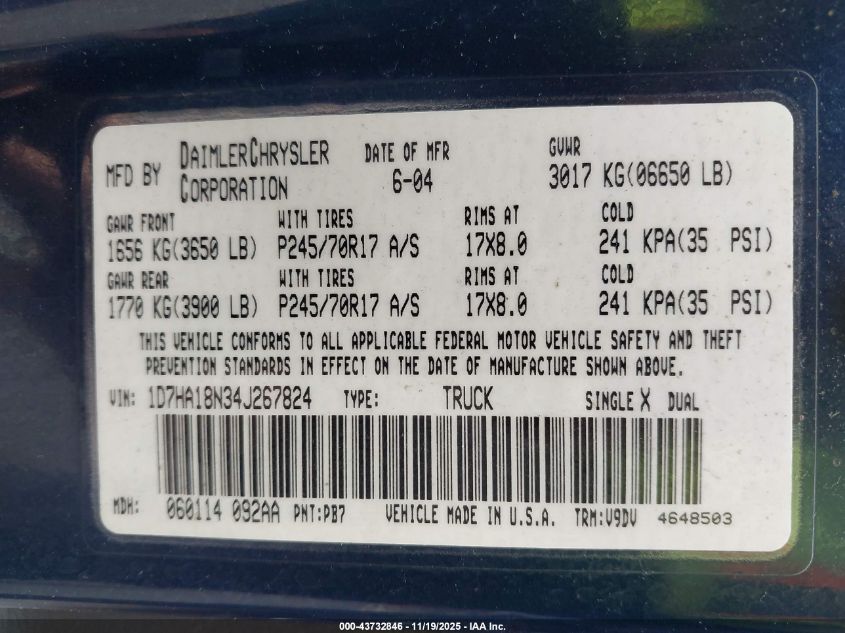 MFD BY DAIMLERCHRYSLER CORPORATION DATE OF MFR 6-04 GVWR 3017 KG(06650 LB)
GAWR FRONT WITH TIRES RIMS AT COLD
1656 KG(3650 LB) P245/70R17 A/S 17X8.0 241 KPA(35 PSI)
GAWR REAR WITH TIRES RIMS AT COLD
1770 KG(3900 LB) P245/70R17 A/S 17X8.0 241 KPA(35 PSI)
THIS VEHICLE CONFORMS TO ALL APPLICABLE FEDERAL MOTOR VEHICLE SAFETY AND THEFT
PREVENTION STANDARDS IN EFFECT ON THE DATE OF MANUFACTURE SHOWN ABOVE.
VIN: 1D7HA18N34J267824 TYPE: TRUCK SINGLE X DUAL
MDH: 060114 092AA PNT:PB7 VEHICLE MADE IN U.S.A. TRM:V9DV 4648503
000-43732846 - 11/19/2025 - IAA Inc.